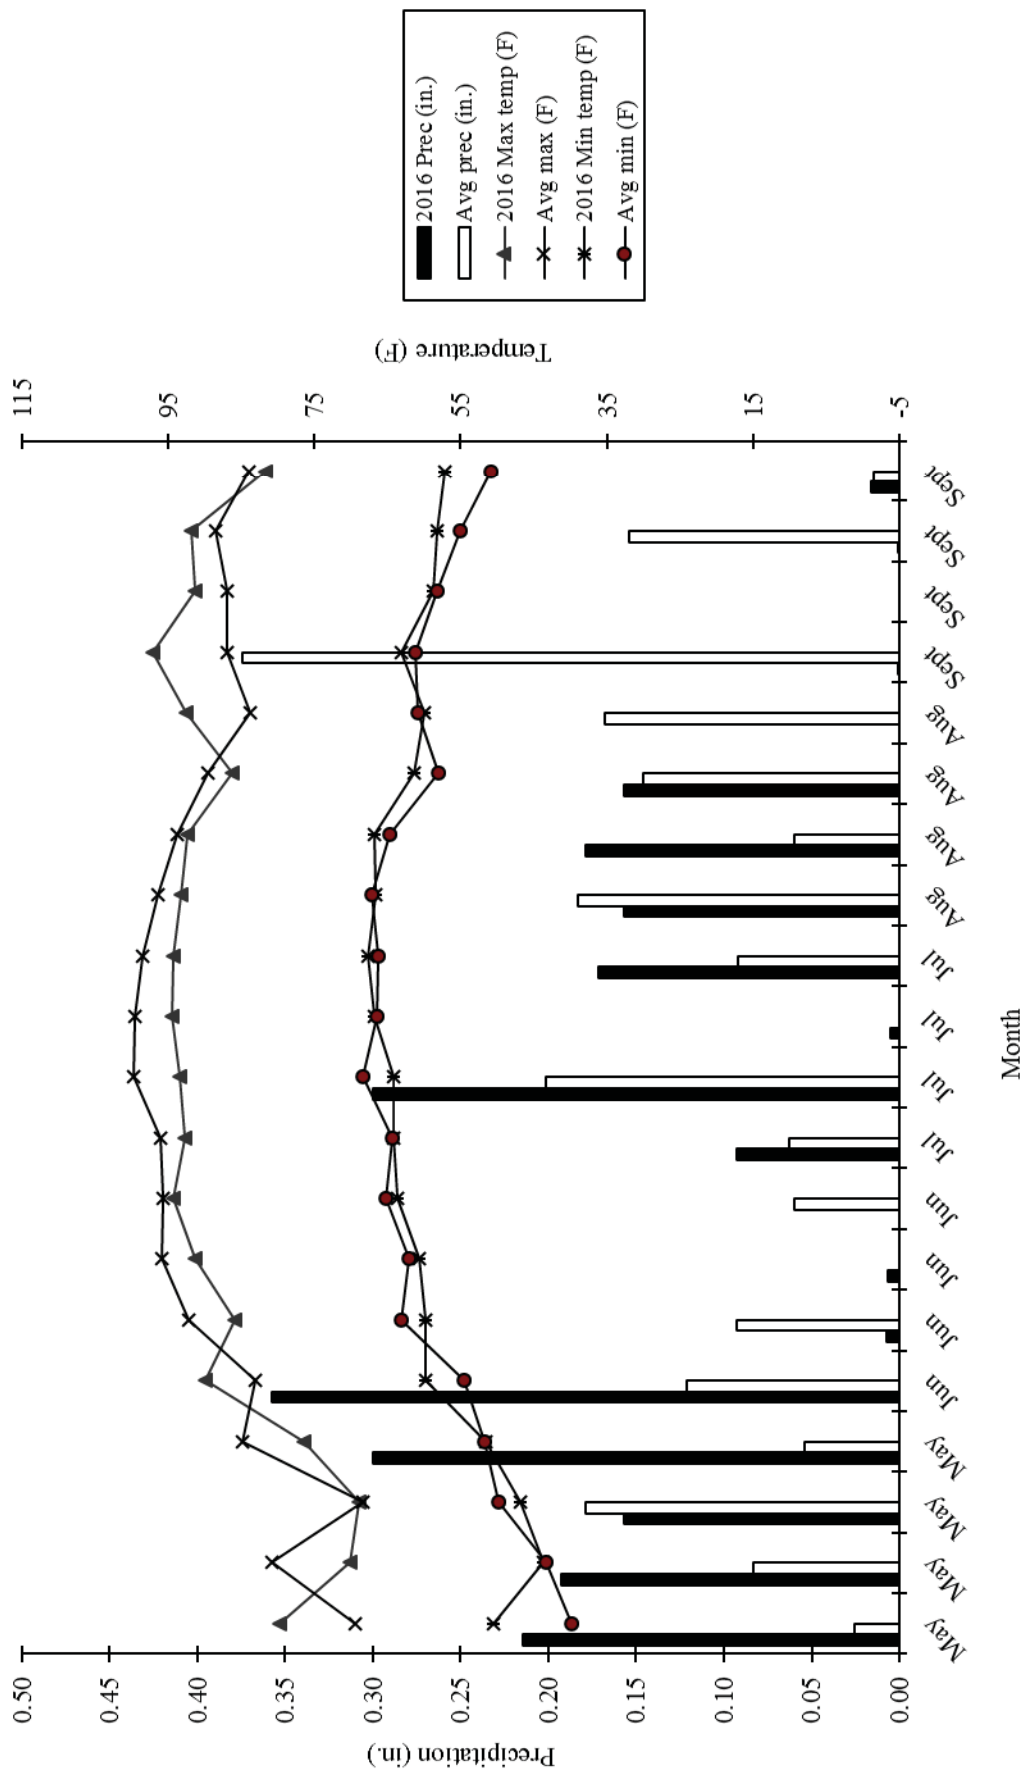 2016 Prec (in.)
Avg prec (in.)
2016 Max temp (F)
Avg max (F)
2016 Min temp (F)
Avg min (F)
Temperature (F)
115
95
75
55
35
15
-5
Precipitation (in.)
0.50
0.45
0.40
0.35
0.30
0.25
0.20
0.15
0.10
0.05
0.00
May
May
May
May
Jun
Jun
Jun
Jun
Jul
Jul
Jul
Jul
Aug
Aug
Aug
Aug
Sept
Sept
Sept
Sept
Month